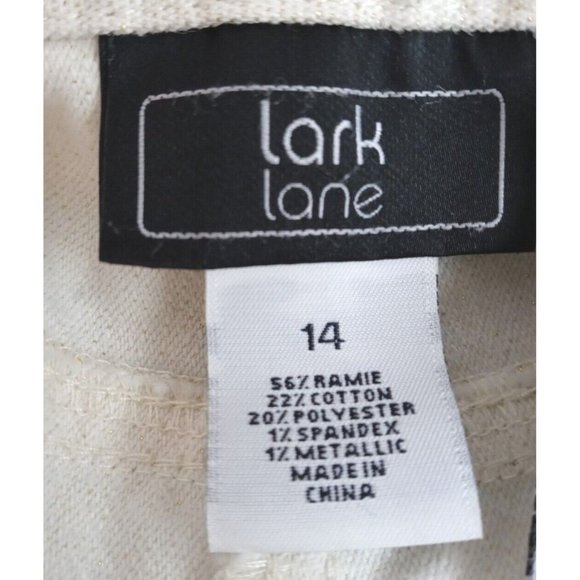 lark
lane
14
56% RAMIE
22% COTTON
20% POLYESTER
1% SPANDEX
1% METALLIC
MADE IN
CHINA